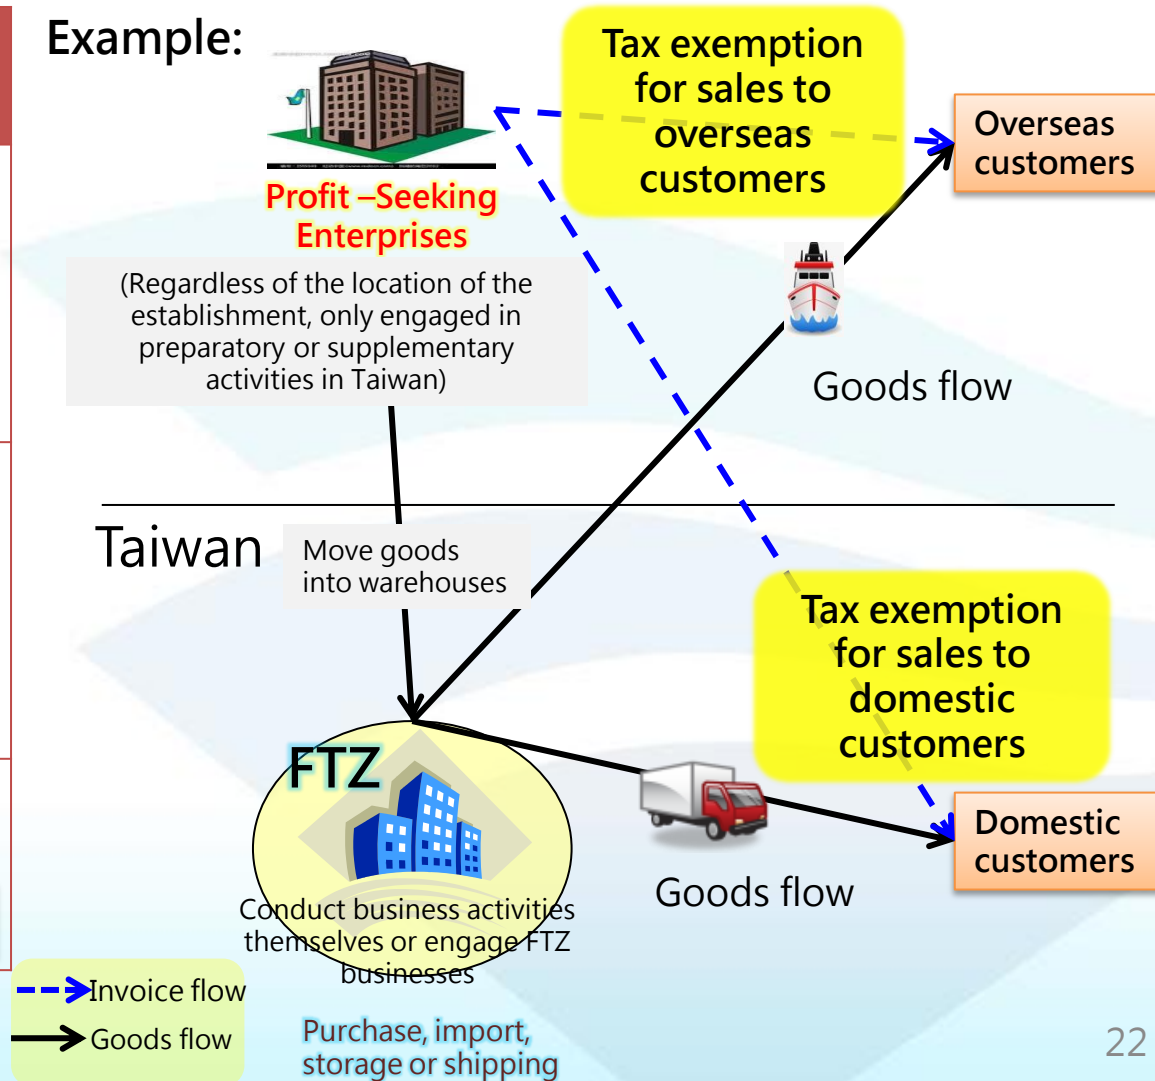 Example:
Tax exemption
for sales to
overseas
customers
Overseas
customers
Profit –Seeking
Enterprises
(Regardless of the location of the
establishment, only engaged in
preparatory or supplementary
activities in Taiwan)
Goods flow
Taiwan
Move goods
into warehouses
Tax exemption
for sales to
domestic
customers
FTZ
Domestic
customers
Goods flow
Conduct business activities
themselves or engage FTZ
businesses
Invoice flow
Goods flow
Purchase, import,
storage or shipping
22